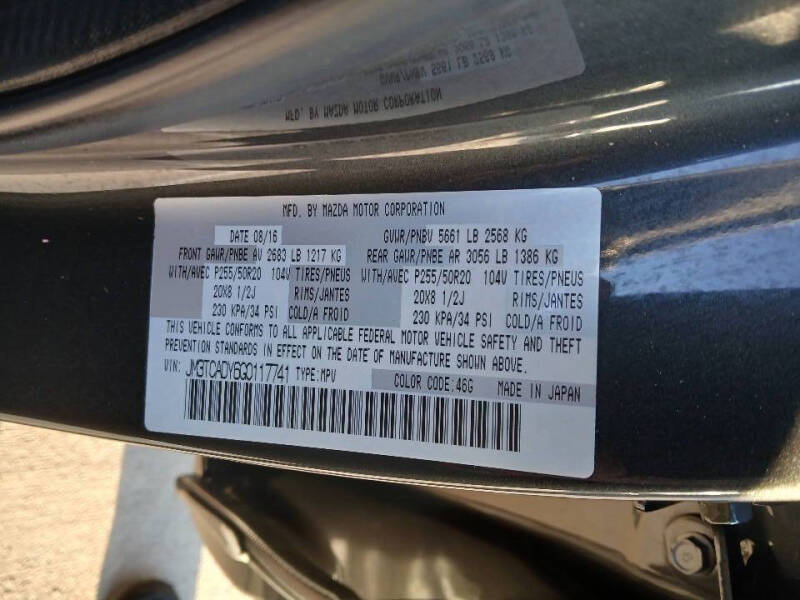 MFD. BY MAZDA MOTOR CORPORATION
DATE 08/16 GVWR/PNBV 5661 LB 2568 KG
FRONT GAWR/PNBE AV 2683 LB 1217 KG REAR GAWR/PNBE AR 3056 LB 1386 KG
WITH/AVEC P255/50R20 104V TIRES/PNEUS WITH/AVEC P255/50R20 104V TIRES/PNEUS
20X8 1/2J RIMS/JANTES 20X8 1/2J RIMS/JANTES
230 KPA/34 PSI COLD/A FROID 230 KPA/34 PSI COLD/A FROID
THIS VEHICLE CONFORMS TO ALL APPLICABLE FEDERAL MOTOR VEHICLE SAFETY AND THEFT
PREVENTION STANDARDS IN EFFECT ON THE DATE OF MANUFACTURE SHOWN ABOVE.
VIN: JM3TCADY6G0117741 TYPE:MPV COLOR CODE:46G MADE IN JAPAN